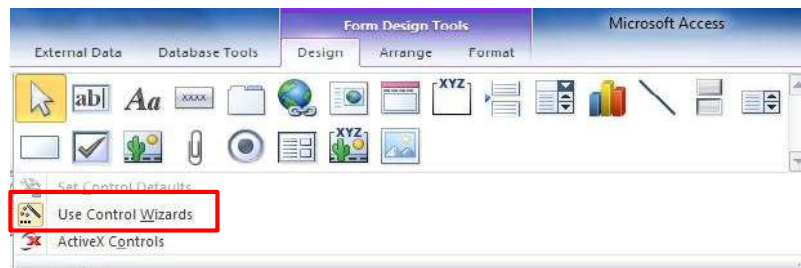 Form Design Tools
Microsoft Access
External Data Database Tools Design Arrange Format
ab| Aa XXXX XYZ
XYZ
Set Control Defaults
Use Control Wizards
ActiveX Controls